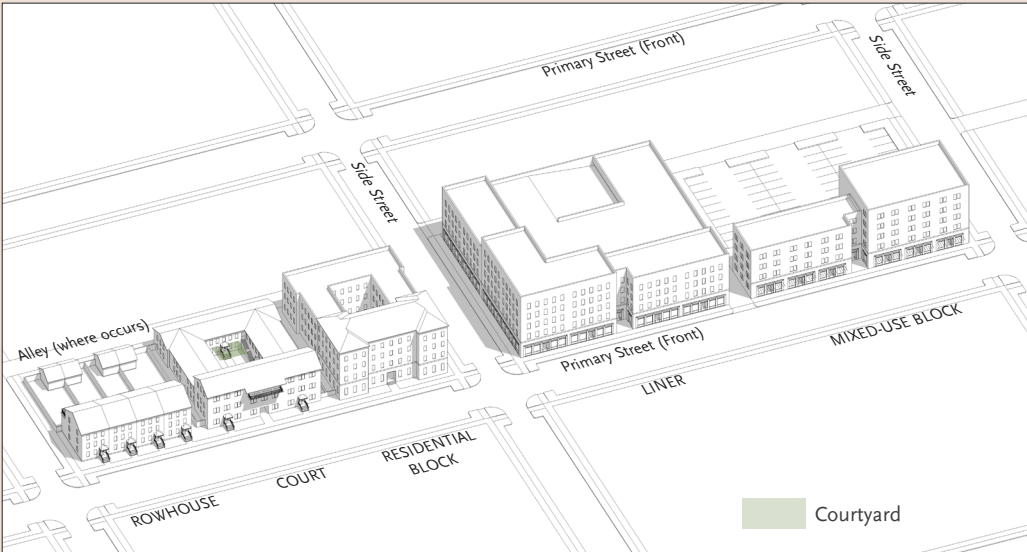 Primary Street (Front)
Side Street
Side Street
Alley (where occurs)
Primary Street (Front)
MIXED-USE BLOCK
LINER
RESIDENTIAL
BLOCK
COURT
ROWHOUSE
Courtyard